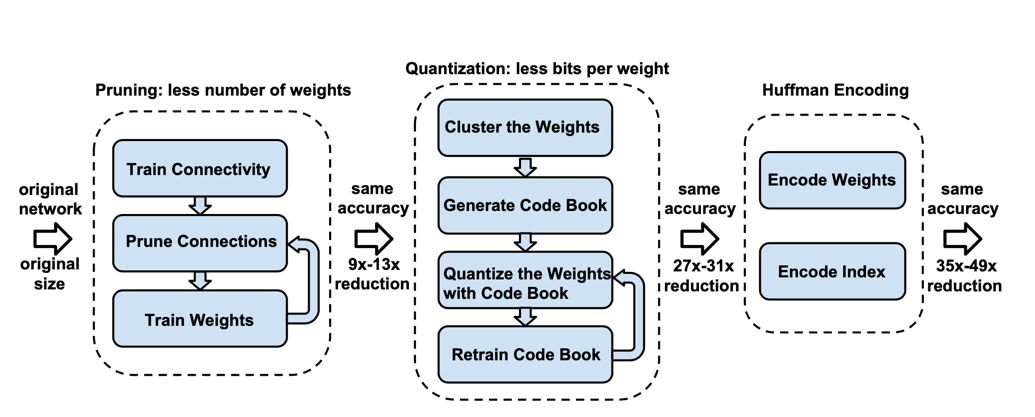 original
network
original
size
Pruning: less number of weights
Train Connectivity
Prune Connections
Train Weights
same
accuracy
9x-13x
reduction
Quantization: less bits per weight
Cluster the Weights
Generate Code Book
Quantize the Weights
with Code Book
Retrain Code Book
same
accuracy
27x-31x
reduction
Huffman Encoding
Encode Weights
Encode Index
same
accuracy
35x-49x
reduction